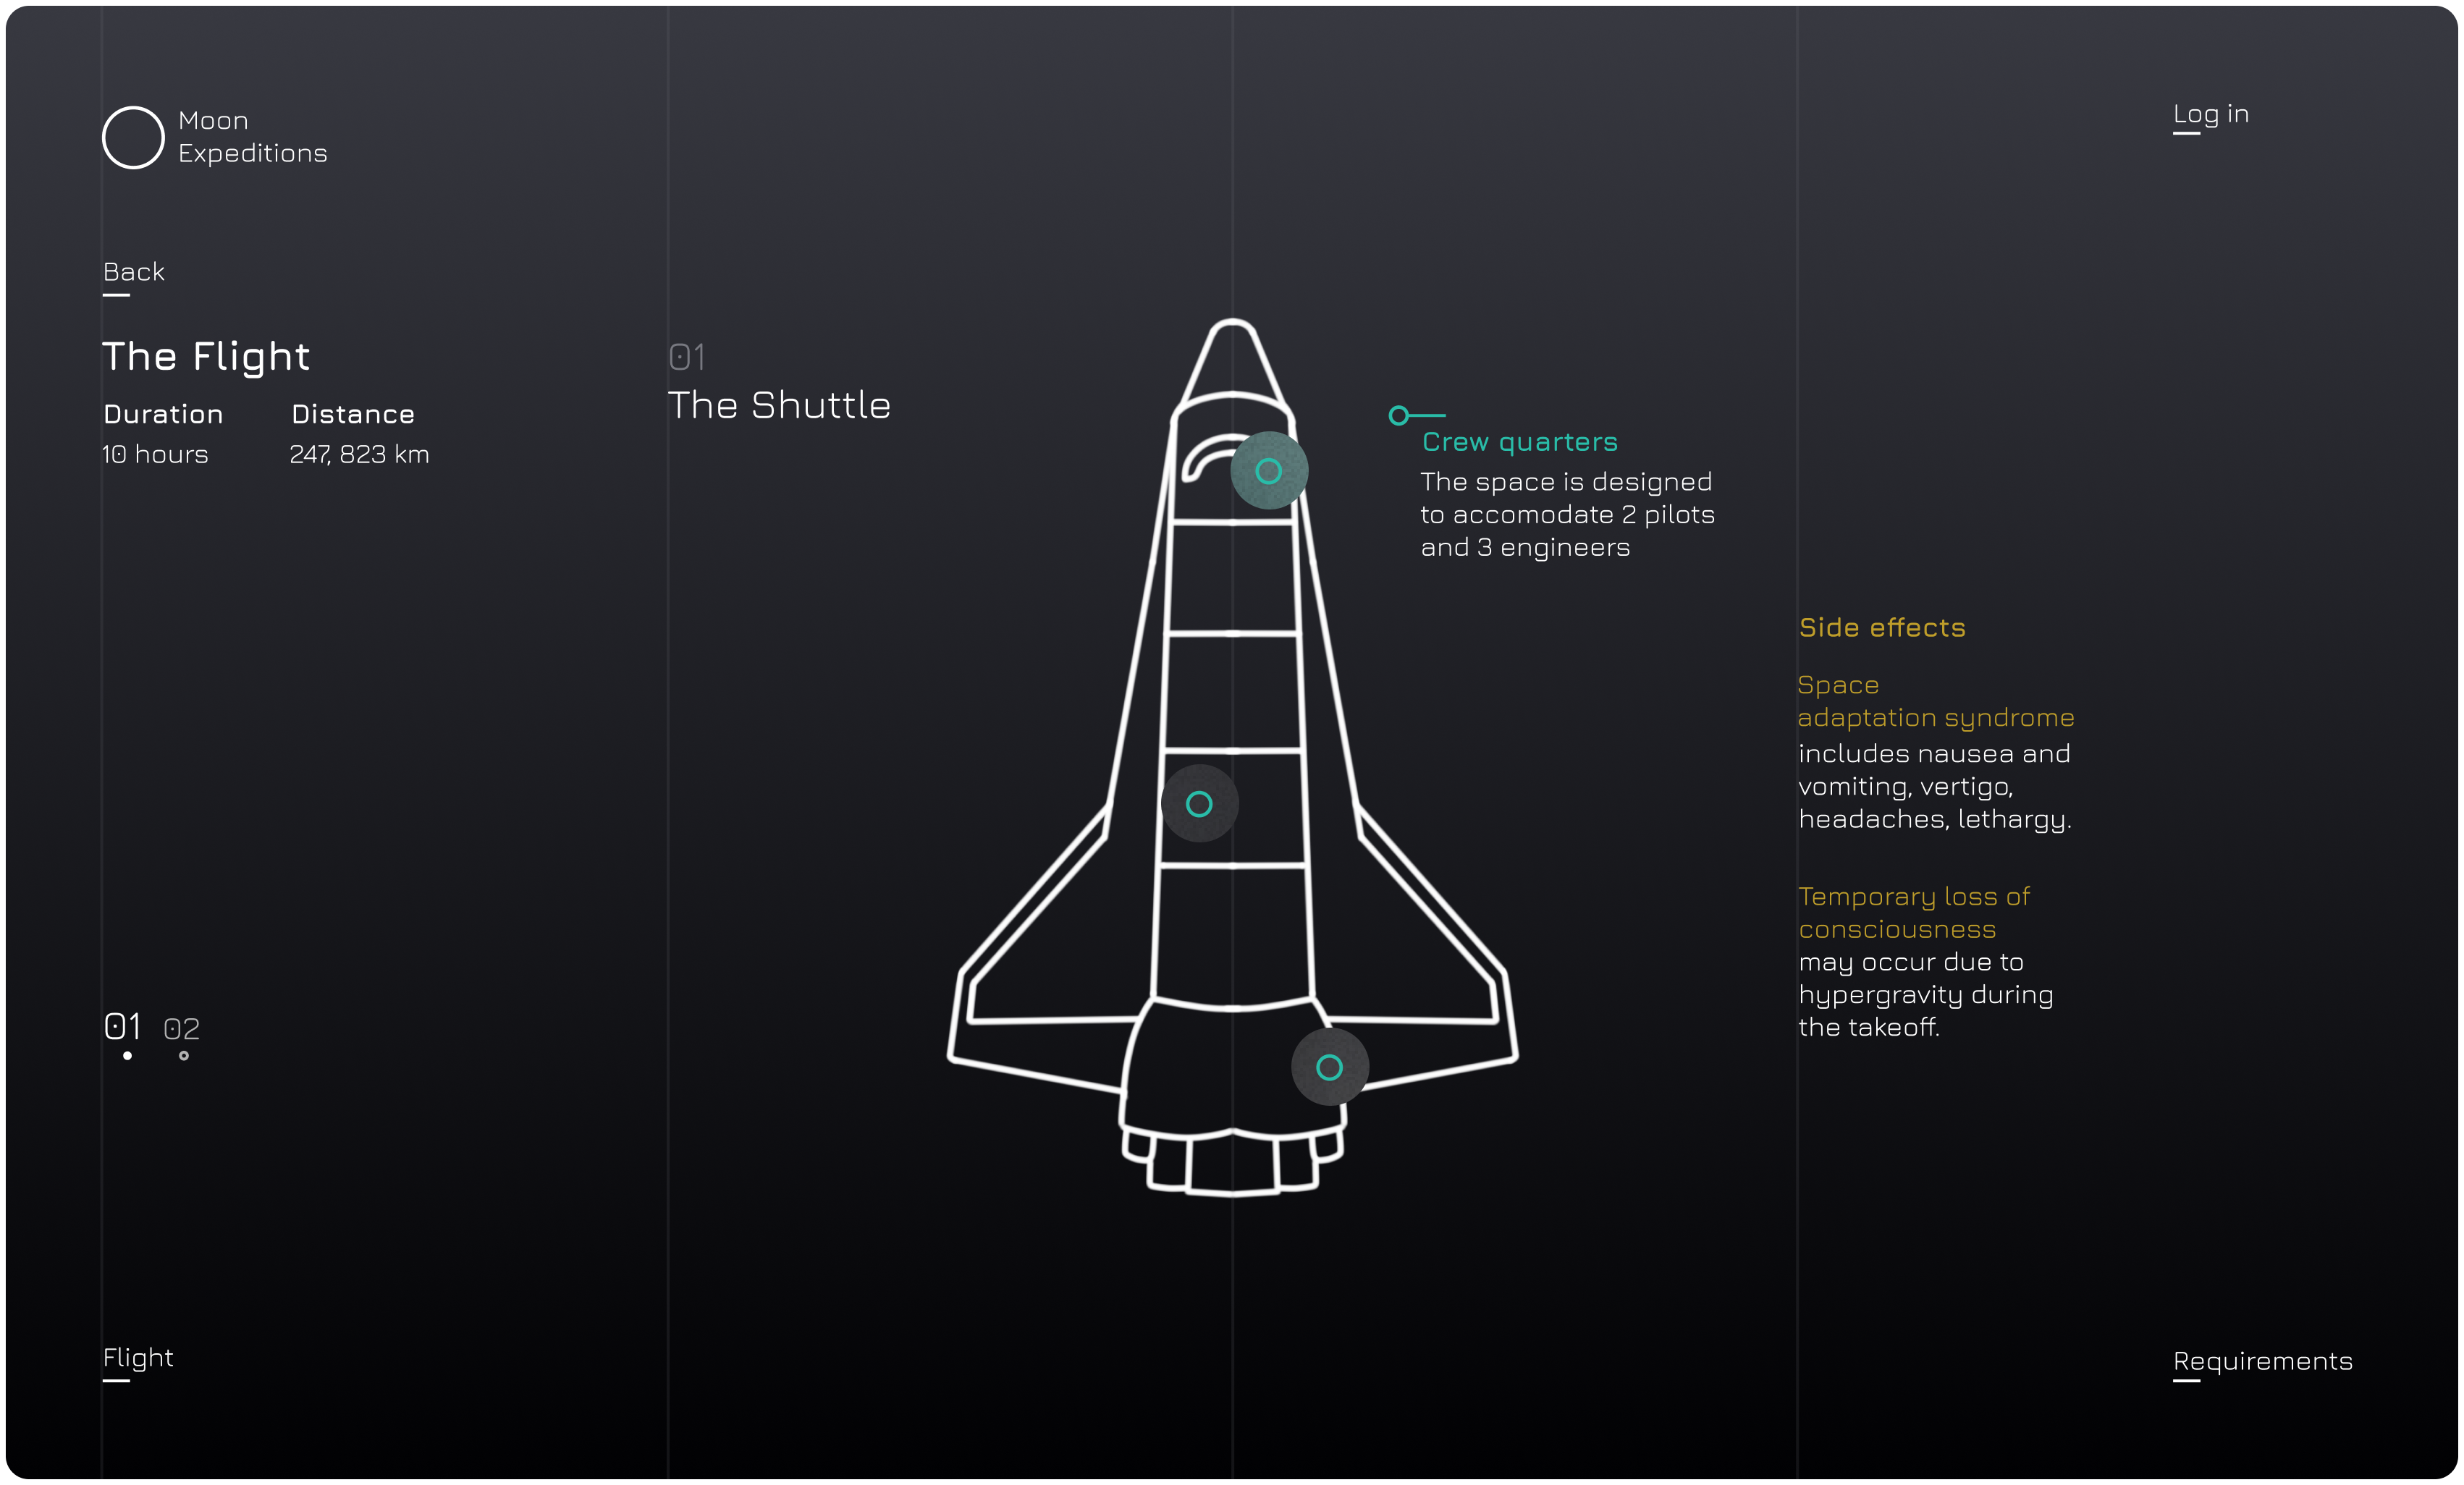 Moon
Expeditions
Log in
Back
The Flight
Duration
Distance
10 hours
247, 823 km
01
The Shuttle
Crew quarters
The space is designed
to accomodate 2 pilots
and 3 engineers
Side effects
Space
adaptation syndrome
includes nausea and
vomiting, vertigo,
headaches, lethargy.
Temporary loss of
consciousness
may occur due to
hypergravity during
the takeoff.
01
02
Flight
Requirements